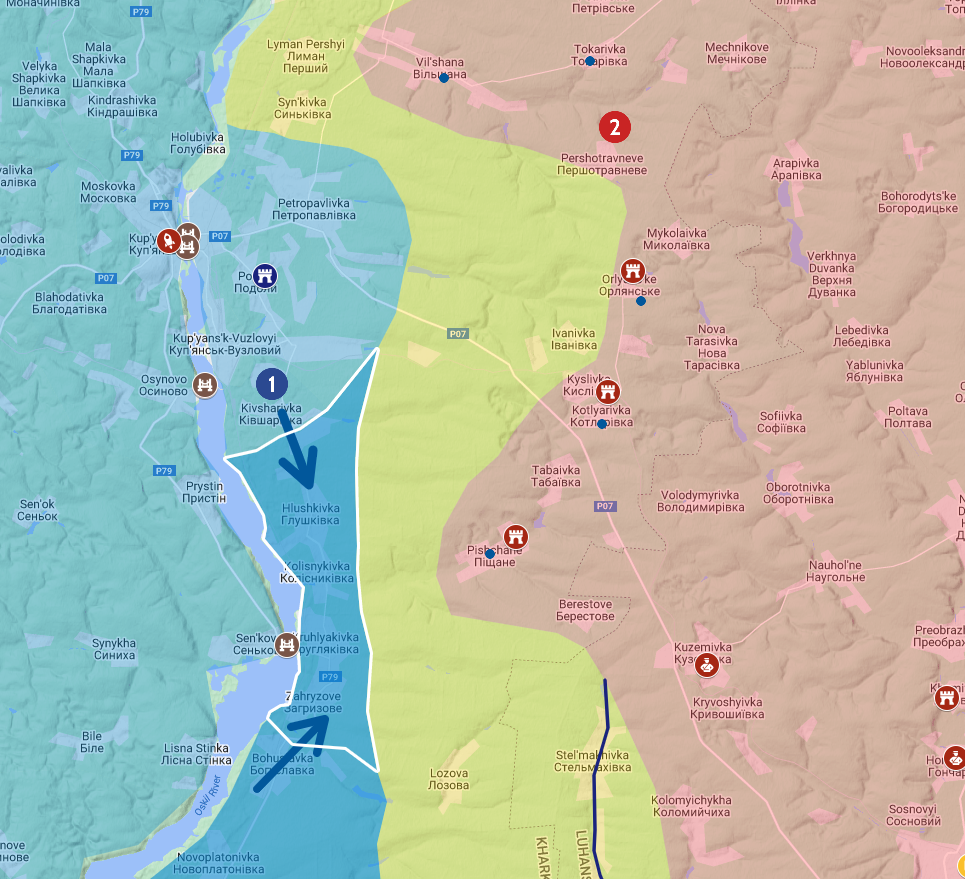 Моначинівка
P79
Петрівське
Іллінка
Mala
Shapkivka
Мала
Шапківка
Velyka
Shapkivka
Велика
Шапківка
Kindrashivka
Кіндрашівка
Lyman Pershyi
Лиман
Перший
Syn'kivka
Синьківка
Vil'shana
Вільшана
Tokarivka
Токарівка
Mechnikove
Мечнікове
Novooleksandr
Новоолександ
2
Pershotravneve
Першотравневе
Holubivka
Голубівка
P79
Moskovka
Московка
P79
Petropavlivka
Петропавлівка
Arapivka
Арапівка
Bohorodyts'ke
Богородицьке
Kup'y
Куп'ян
P07
Mykolaivka
Миколаївка
P07
Подоли
Orlyans'ke
Орлянське
Verkhnya
Duvanka
Верхня
Дуванка
Blahodativka
Благодатівка
P07
Ivanivka
Іванівка
Nova
Tarasivka
Нова
Тарасівка
Lebedivka
Лебедівка
Kup'yans'k-Vuzlovyi
Куп'янськ-Вузловий
Yablunivka
Яблунівка
Osynovo
Осиново
1
Kyslivka
Kotlyarivka
Котлярівка
Kivsharivka
Ківшарівка
Sofiivka
Софіївка
Poltava
Полтава
P79
Prystin
Пристін
Tabaivka
Табаївка
Oborotnivka
Оборотнівка
Volodymyrivka
Володимирівка
P07
Sen'ok
Сеньок
Hlushkivka
Глушківка
Pishchane
Піщане
Kolisnykivka
Колісниківка
Nauhol'ne
Наугольне
Berestove
Берестове
Synykha
Синиха
Sen'kove
Сеньково
Kruhlyakivka
Кругляківка
P79
Kuzemivka
Куземівка
Preobrazh
Преображ
Zahryzove
Загризове
Kryvoshyivka
Кривошиївка
Bile
Біле
Lisna Stinka
Лісна Стінка
Bohuslavka
Богуславка
Stel'makhivka
Стельмахівка
Lozova
Лозова
Oskil River
Kolomyichykha
Коломийчиха
Sosnovyi
Сосновий
Novoplatonivka
Новоплатонівка
KHARK
LUHANS